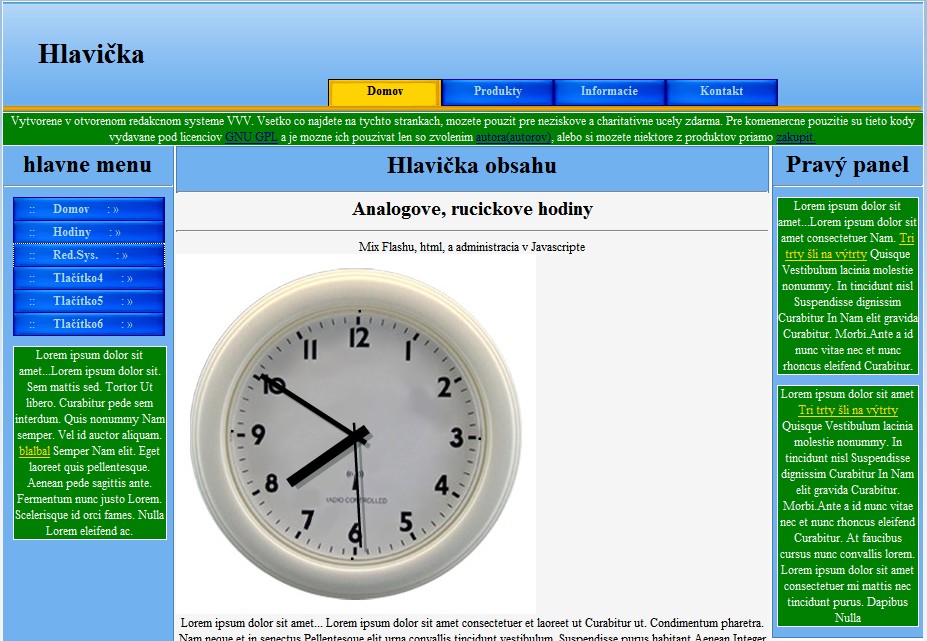 Hlavička
Domov
Produkty
Informacie
Kontakt
Vytvorene v otvorenom redakcnom systeme VVV. Vsetko co najdete na tychto strankach, mozete pouzit pre neziskove a charitativne ucely zdarma. Pre komemercne pouzitie su tieto kody
vydavane pod licenciov GNU GPL a je mozne ich pouzivat len so zvolenim autora(autorov), alebo si mozete niektore z produktov priamo zakupit.
hlavne menu
:: Domov : »
:: Hodiny : »
:: Red.Sys. : »
:: Tlačítko4 : »
:: Tlačítko5 : »
:: Tlačítko6 : »
Lorem ipsum dolor sit
amet...Lorem ipsum dolor sit.
Sem mattis sed. Tortor Ut
libero. Curabitur pede sem
interdum. Quis nonummy Nam
semper. Vel id auctor aliquam.
blalbal Semper Nam elit. Eget
laoreet quis pellentesque.
Aenean pede sagittis ante.
Fermentum nunc justo Lorem.
Scelerisque id orci fames. Nulla
Lorem eleifend ac.
Hlavička obsahu
Analogove, rucickove hodiny
Mix Flashu, html, a administracia v Javascripte
12
11
1
10
2
9
3
8
4
RADIO CONTROLLED
7
5
6
Lorem ipsum dolor sit amet... Lorem ipsum dolor sit amet consectetuer et laoreet ut Curabitur ut. Condimentum pharetra.
Nam neque et in senectus Pellentesque elit urna convallis tincidunt vestibulum. Suspendisse purus habitant Aenean Integer
Pravý panel
Lorem ipsum dolor sit
amet...Lorem ipsum dolor sit
amet consectetuer Nam. Tri
trty šli na výtrty Quisque
Vestibulum lacinia molestie
nonummy. In tincidunt nisl
Suspendisse dignissim
Curabitur In Nam elit gravida
Curabitur. Morbi.Ante a id
nunc vitae nec et nunc
rhoncus eleifend Curabitur.
Lorem ipsum dolor sit amet
Tri trty šli na výtrty
Quisque Vestibulum lacinia
molestie nonummy. In
tincidunt nisl Suspendisse
dignissim Curabitur In Nam
elit gravida Curabitur.
Morbi.Ante a id nunc vitae
nec et nunc rhoncus eleifend
Curabitur. At faucibus
cursus nunc convallis lorem.
Lorem ipsum dolor sit amet
consectetuer mi mattis nec
tincidunt purus. Dapibus
Nulla